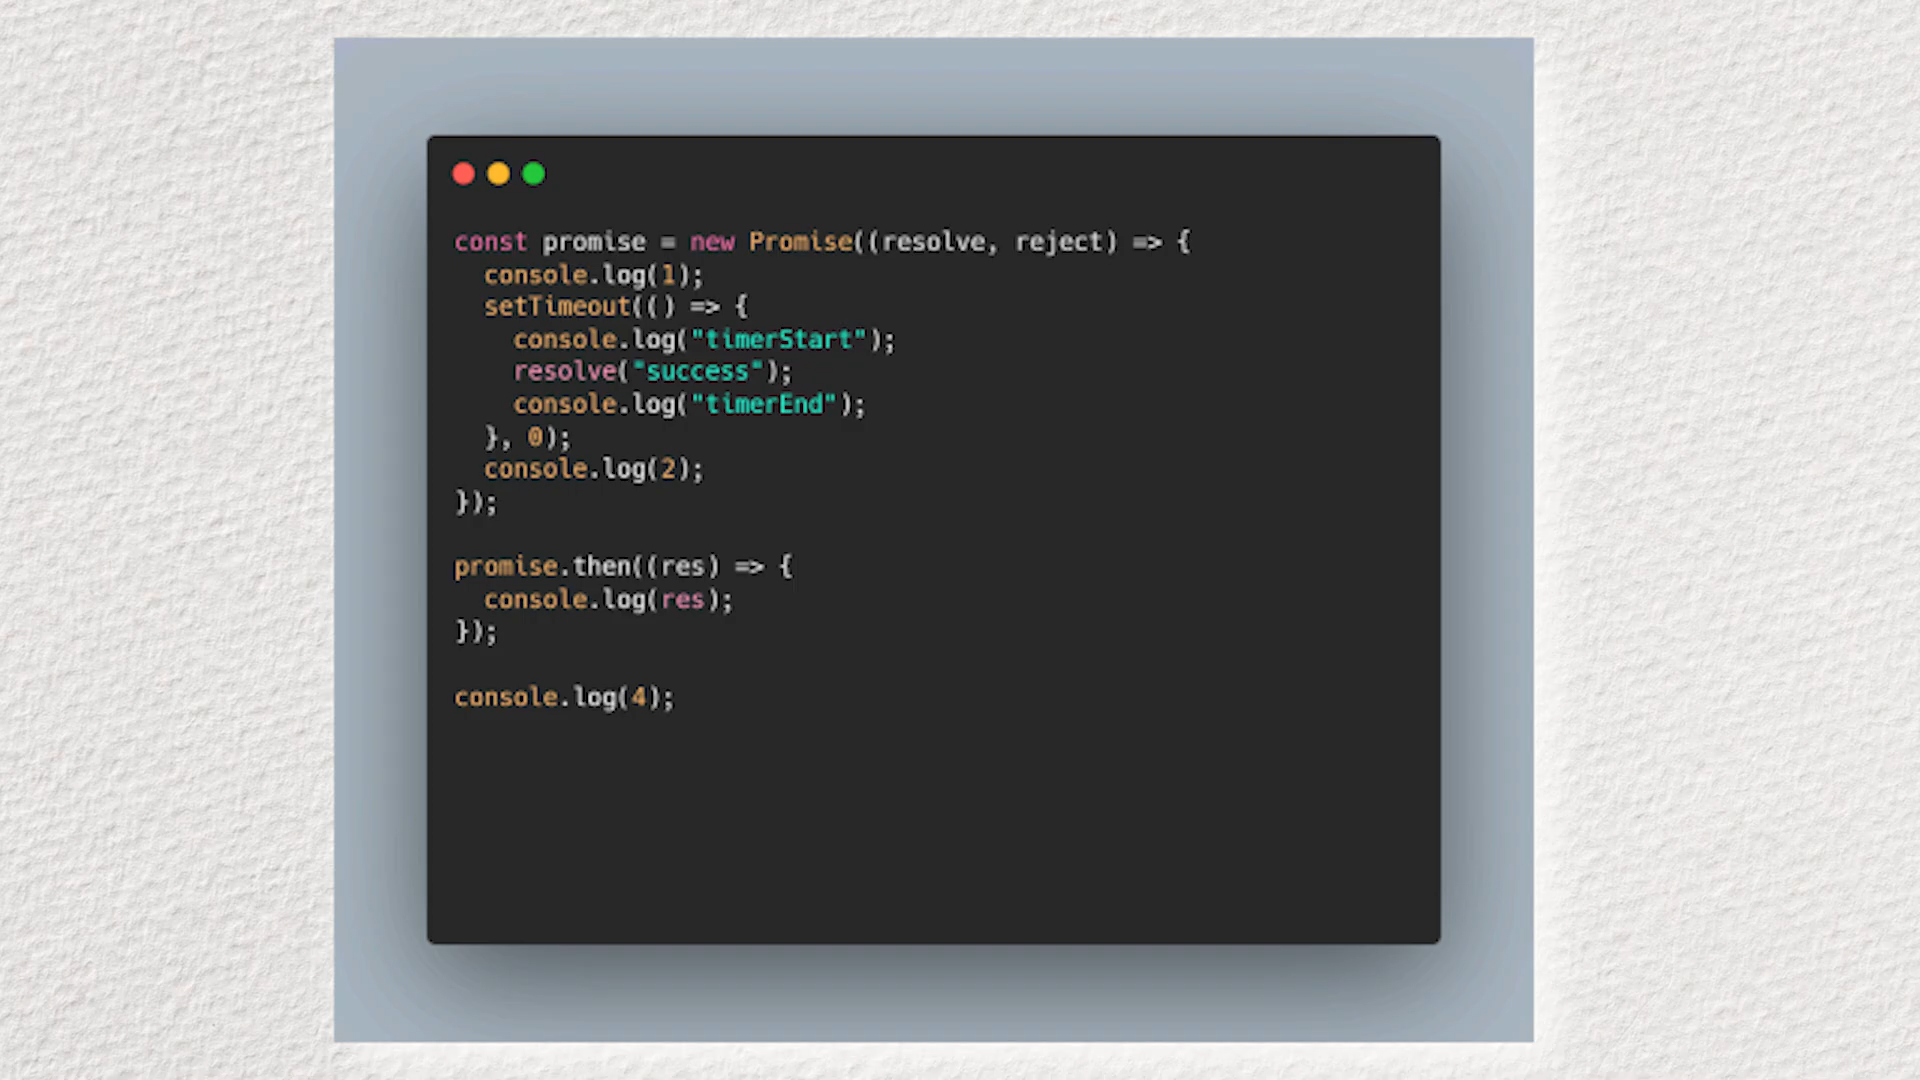 const promise = new Promise((resolve, reject) => {
  console.log(1);
  setTimeout(() => {
    console.log("timerStart");
    resolve("success");
    console.log("timerEnd");
  }, 0);
  console.log(2);
});

promise.then((res) => {
  console.log(res);
});

console.log(4);